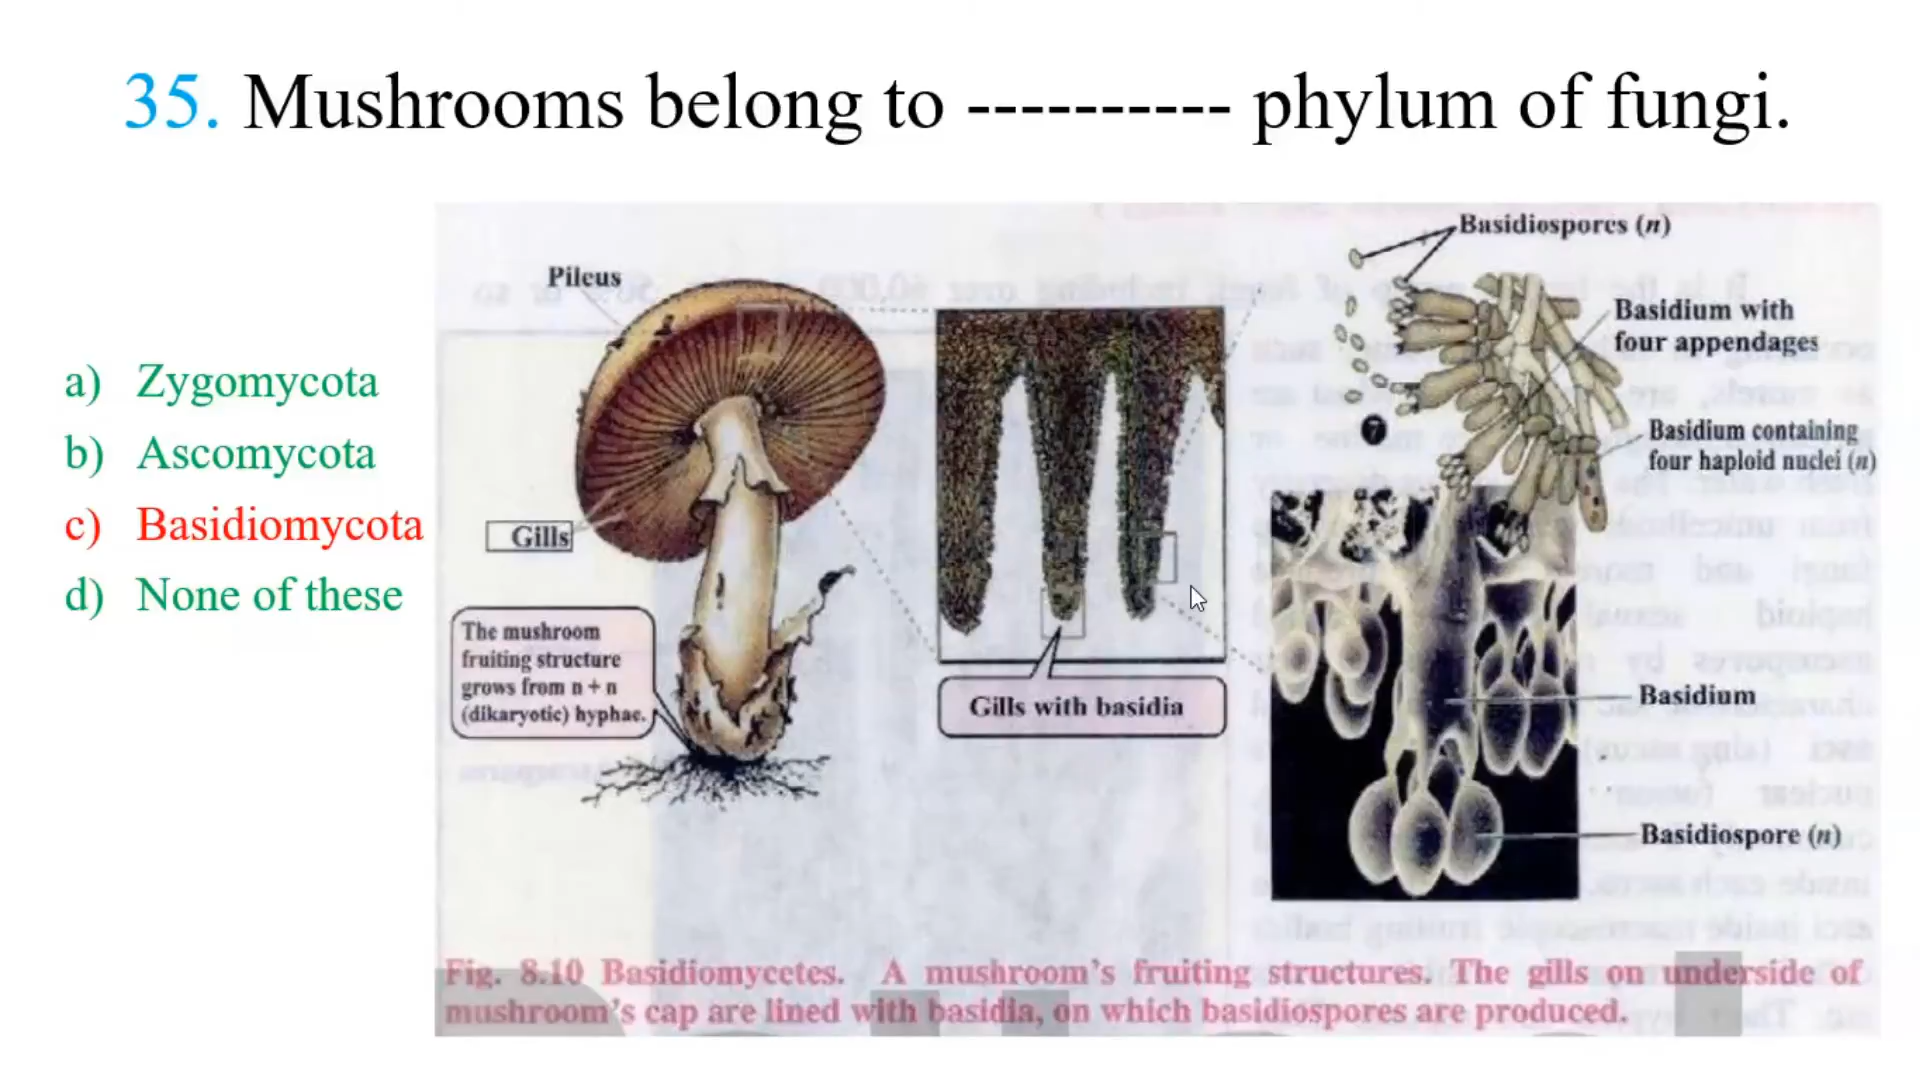 35. Mushrooms belong to ---------- phylum of fungi.
a) Zygomycota
b) Ascomycota
c) Basidiomycota
d) None of these
Pileus
Gills
The mushroom
fruiting structure
grows from n + n
(dikaryotic) hyphae.
Gills with basidia
Basidiospores (n)
Basidium with
four appendages
7
Basidium containing
four haploid nuclei (n)
Basidium
Basidiospore (n)
Fig. 8.10 Basidiomycetes. A mushroom's fruiting structures. The gills on underside of
mushroom's cap are lined with basidia, on which basidiospores are produced.